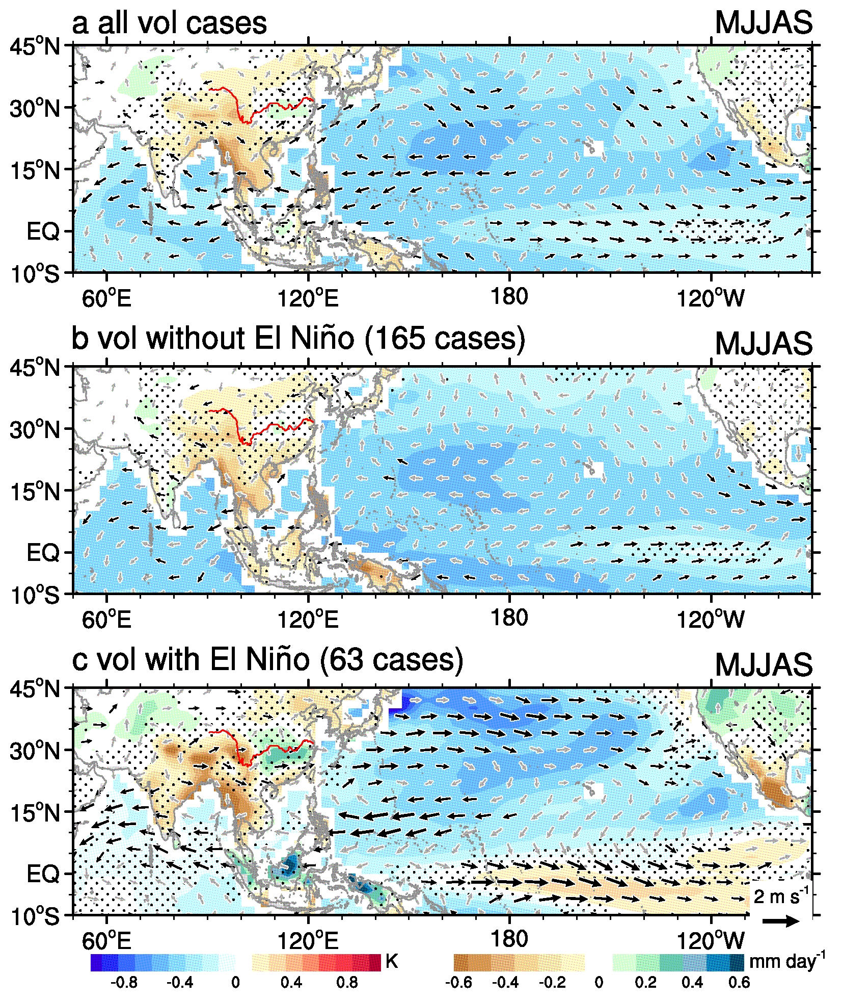 a all vol cases MJJAS
45°N
30°N
15°N
EQ
10°S
60°E 120°E 180 120°W
b vol without El Niño (165 cases) MJJAS
45°N
30°N
15°N
EQ
10°S
60°E 120°E 180 120°W
c vol with El Niño (63 cases) MJJAS
45°N
30°N
15°N
EQ
10°S
2 m s⁻¹
60°E 120°E 180 120°W
K mm day⁻¹
-0.8 -0.4 0 0.4 0.8 -0.6 -0.4 -0.2 0 0.2 0.4 0.6